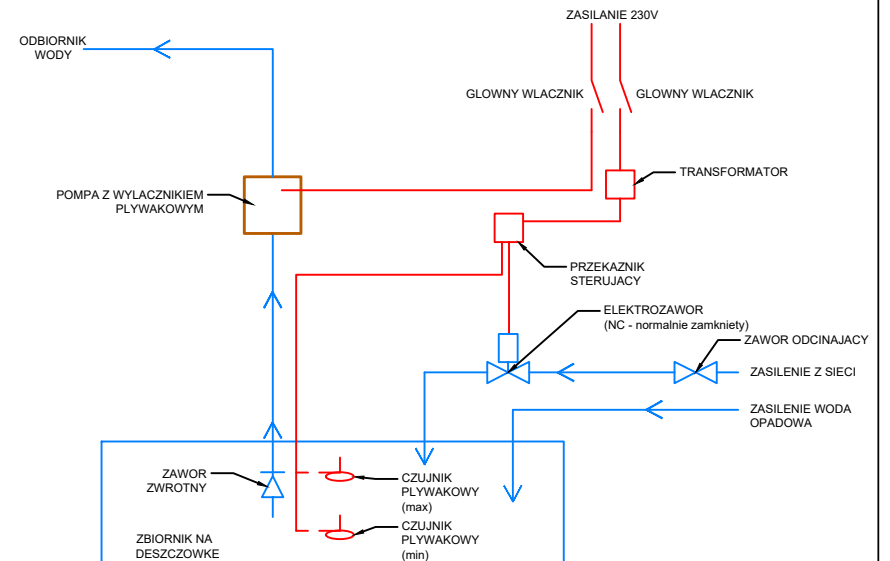 ZASILANIE 230V
ODBIORNIK
WODY
GLOWNY WLACZNIK
GLOWNY WLACZNIK
TRANSFORMATOR
POMPA Z WYLACZNIKIEM
PLYWAKOWYM
PRZEKAZNIK
STERUJACY
ELEKTROZAWOR
(NC - normalnie zamkniety)
ZAWOR ODCINAJACY
ZASILENIE Z SIECI
ZASILENIE WODA
OPADOWA
ZAWOR
ZWROTNY
CZUJNIK
PLYWAKOWY
(max)
CZUJNIK
PLYWAKOWY
(min)
ZBIORNIK NA
DESZCZOWKE